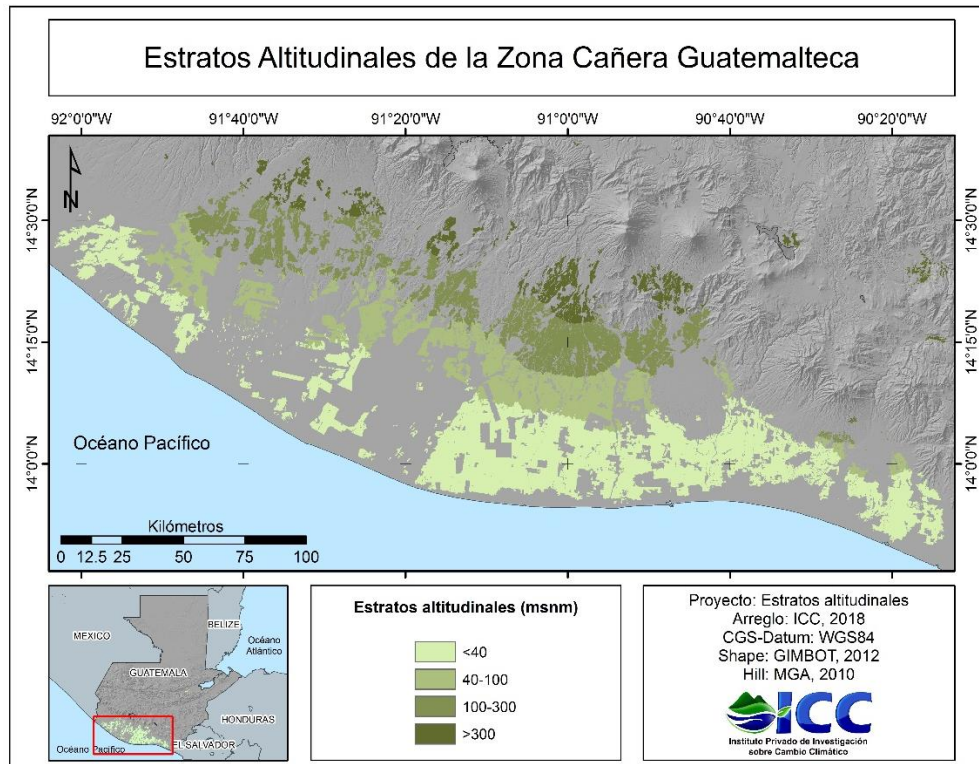 Estratos Altitudinales de la Zona Cañera Guatemalteca
92°0'0"W 91°40'0"W 91°20'0"W 91°0'0"W 90°40'0"W 90°20'0"W
N
14°30'0"N
14°30'0"N
14°15'0"N
14°15'0"N
14°0'0"N
14°0'0"N
Océano Pacífico
Kilómetros
0 12.5 25 50 75 100
MEXICO
BELIZE
Océano
Atlántico
GUATEMALA
HONDURAS
Océano Pacífico
EL SALVADOR
Estratos altitudinales (msnm)
<40
40-100
100-300
>300
Proyecto: Estratos altitudinales
Arreglo: ICC, 2018
CGS-Datum: WGS84
Shape: GIMBOT, 2012
Hill: MGA, 2010
ICC
Instituto Privado de Investigación
sobre Cambio Climático